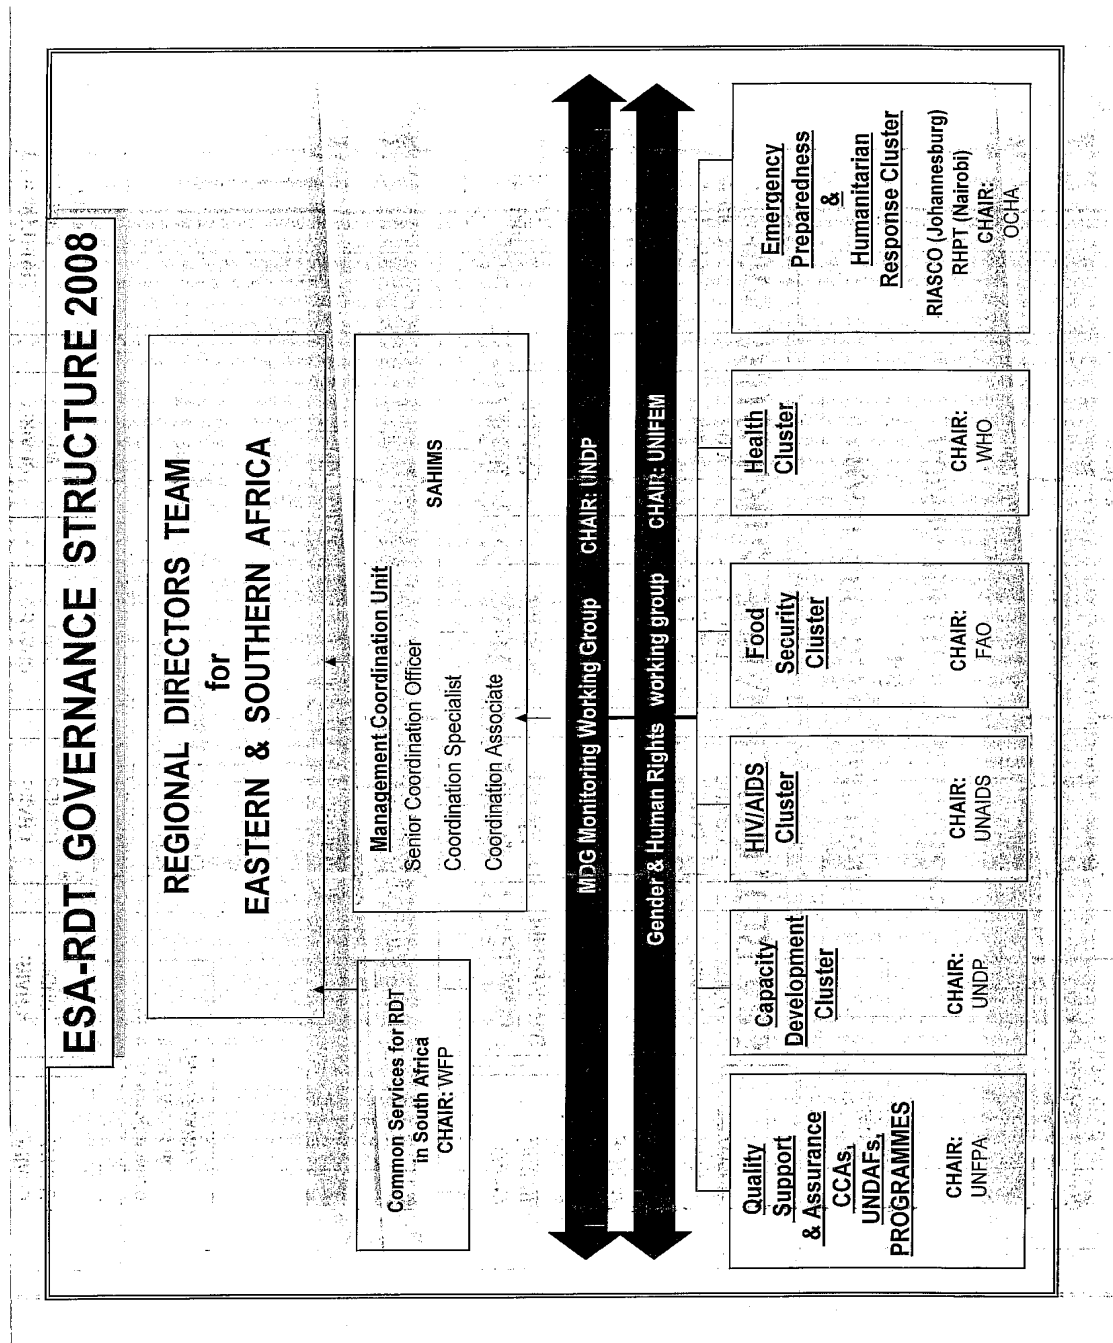 ESA-RDT GOVERNANCE STRUCTURE 2008
REGIONAL DIRECTORS TEAM
for
EASTERN & SOUTHERN AFRICA
Common Services for RDT
in South Africa
CHAIR: WFP
Management Coordination Unit
Senior Coordination Officer
SAHIMS
Coordination Specialist
Coordination Associate
MDG Monitoring Working Group CHAIR: UNDP
Gender & Human Rights working group CHAIR: UNIFEM
Quality
Support
& Assurance
CCAs,
UNDAFs,
PROGRAMMES
CHAIR:
UNFPA
Capacity
Development
Cluster
CHAIR:
UNDP
HIV/AIDS
Cluster
CHAIR:
UNAIDS
Food
Security
Cluster
CHAIR:
FAO
Health
Cluster
CHAIR:
WHO
Emergency
Preparedness
&
Humanitarian
Response Cluster
RIASCO (Johannesburg)
RHPT (Nairobi)
CHAIR:
OCHA